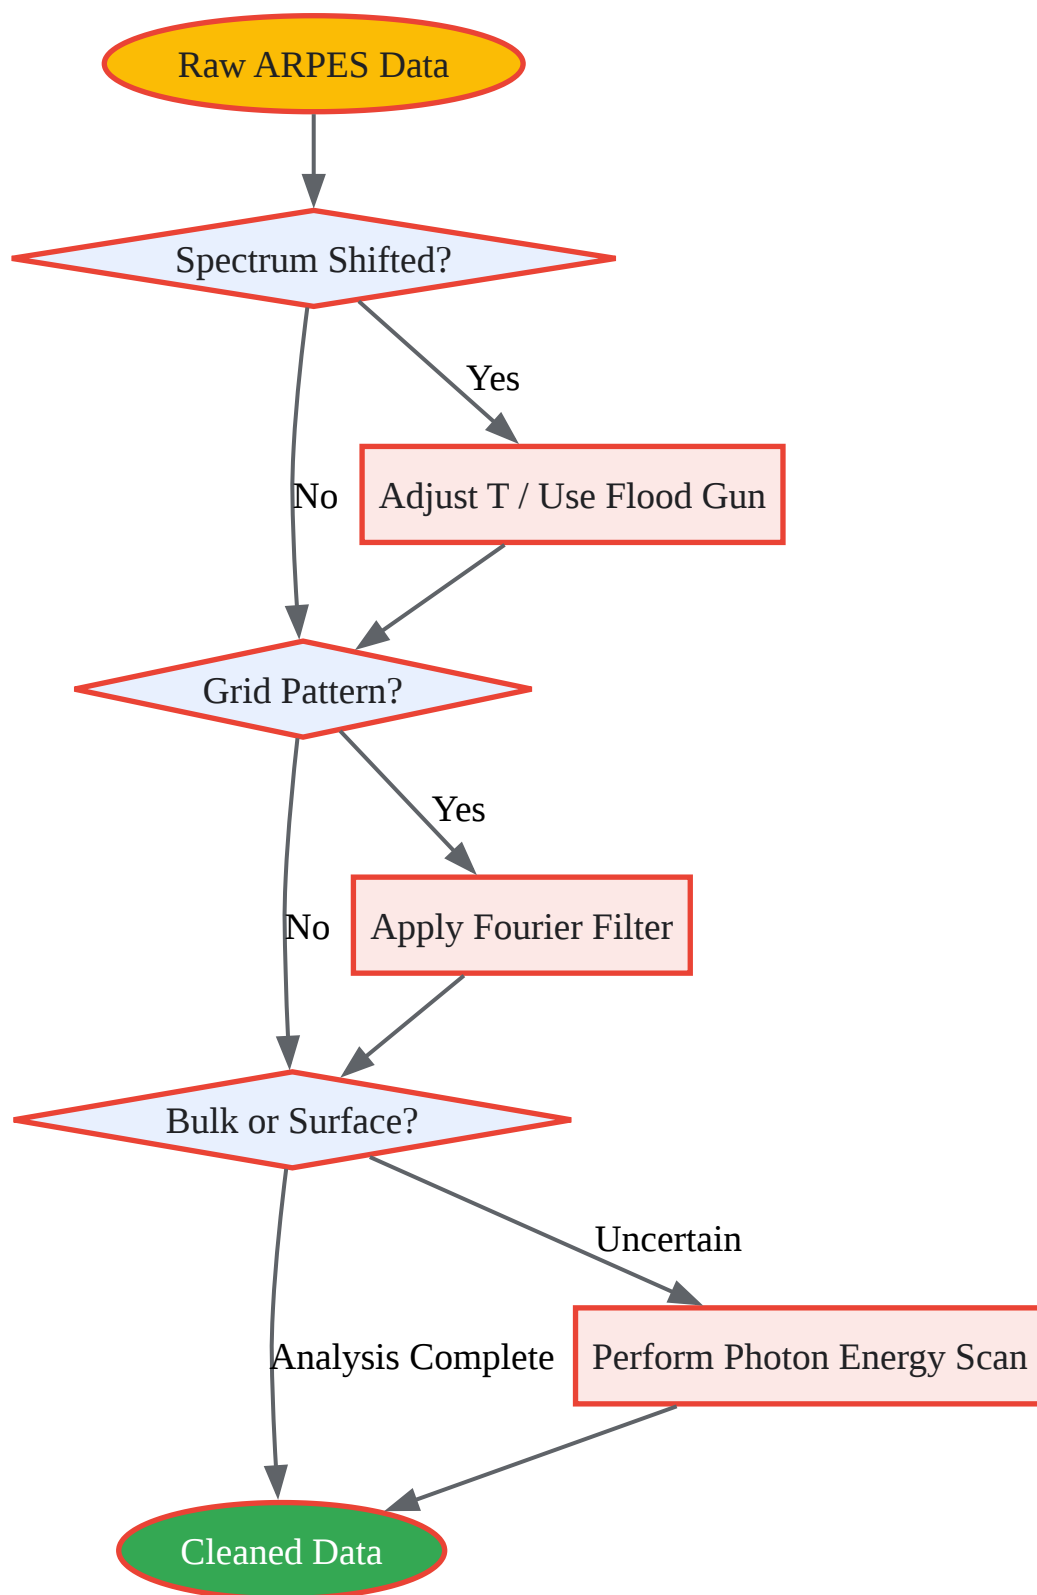 Raw ARPES Data
Spectrum Shifted?
Yes
No
Adjust T / Use Flood Gun
Grid Pattern?
Yes
No
Apply Fourier Filter
Bulk or Surface?
Uncertain
Analysis Complete
Perform Photon Energy Scan
Cleaned Data